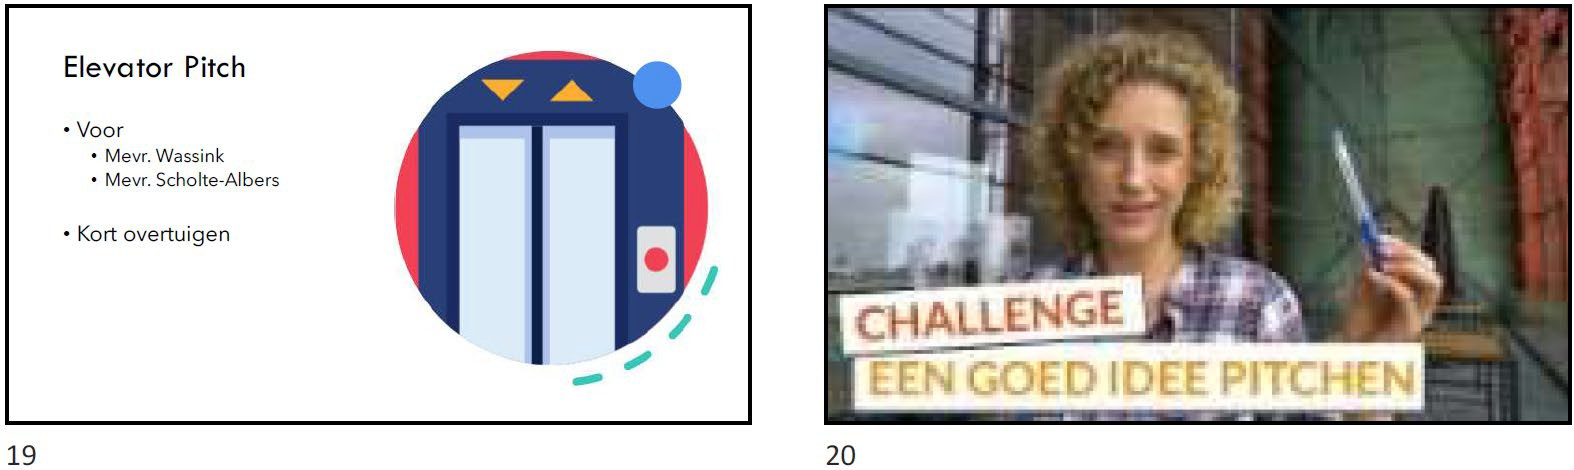 Elevator Pitch
• Voor
• Mevr. Wassink
• Mevr. Scholte-Albers
• Kort overtuigen
19
CHALLENGE
EEN GOED IDEE PITCHEN
20